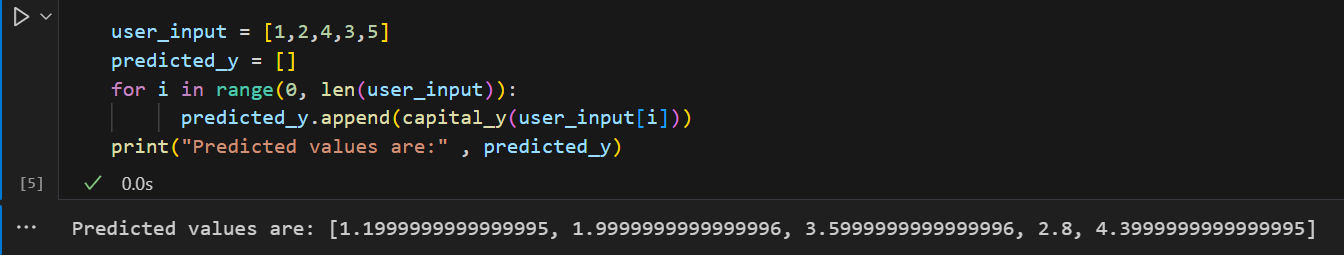 user_input = [1,2,4,3,5]
predicted_y = []
for i in range(0, len(user_input)):
predicted_y.append(capital_y(user_input[i]))
print("Predicted values are:" , predicted_y)
[5] 0.0s
Predicted values are: [1.1999999999999995, 1.9999999999999996, 3.5999999999999996, 2.8, 4.3999999999999995]